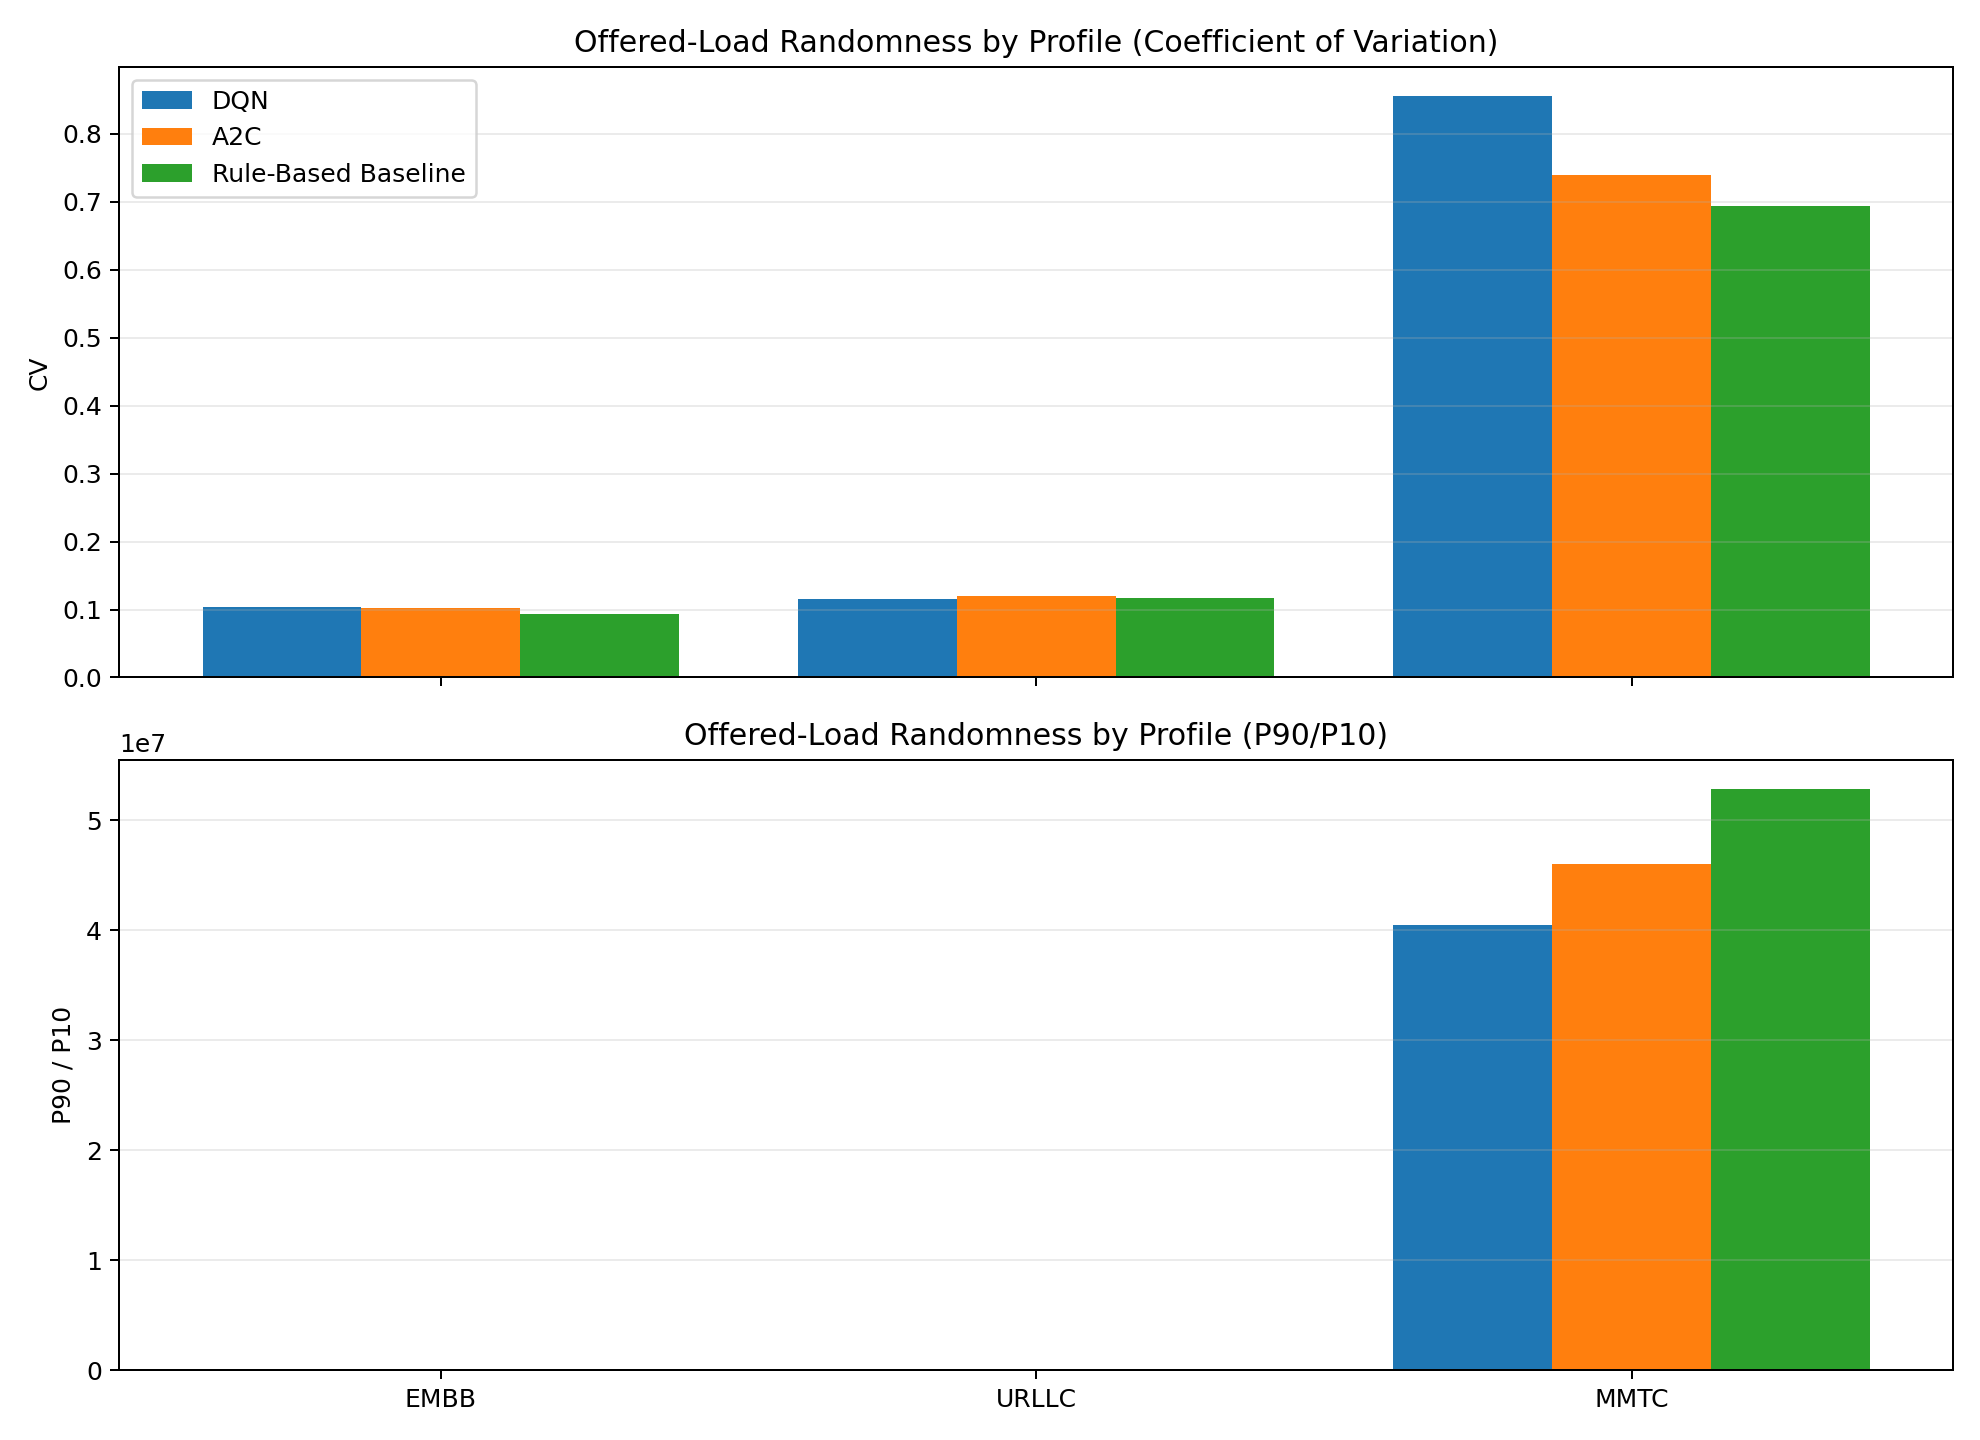 Offered-Load Randomness by Profile (Coefficient of Variation)
DQN
A2C
Rule-Based Baseline
CV
0.8
0.7
0.6
0.5
0.4
0.3
0.2
0.1
0.0
Offered-Load Randomness by Profile (P90/P10)
1e7
P90 / P10
5
4
3
2
1
0
EMBB
URLLC
MMTC